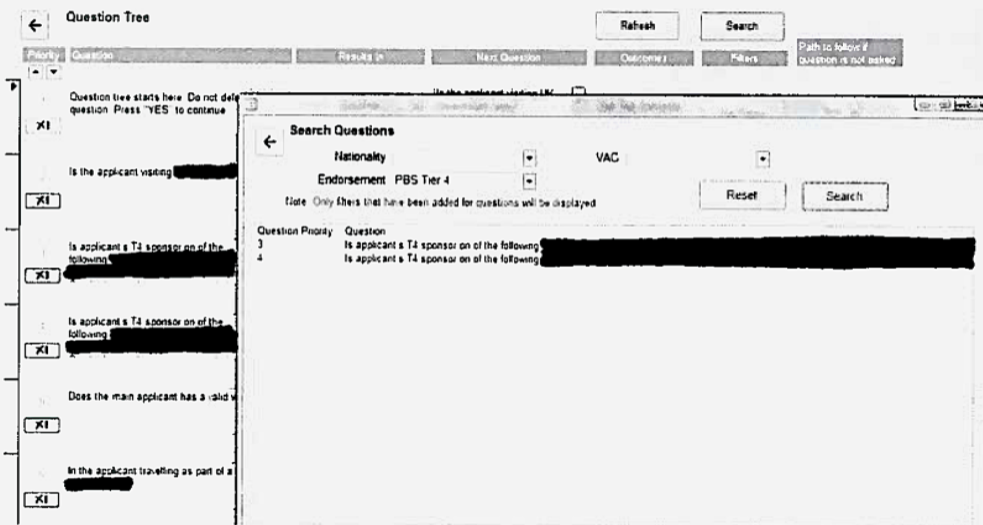 Question Tree
Refresh
Search
Priority
Question
Results In
Next Question
Outcomes
Filters
Path to follow if
question is not asked
Question tree starts here Do not dele
question Press "YES" to continue
Is the applicant visiting
Is applicant s T4 sponsor on of the
following
Is applicant s T4 sponsor on of the
following
Does the main applicant has a valid v
In the applicant travelling as part of a
Is the applicant visiting UK
Search Questions
Nationality
VAC
Endorsement PBS Tier 4
Note Only filters that have been added for questions will be displayed
Reset
Search
Question Priority Question
3 Is applicant s T4 sponsor on of the following
4 Is applicant s T4 sponsor on of the following